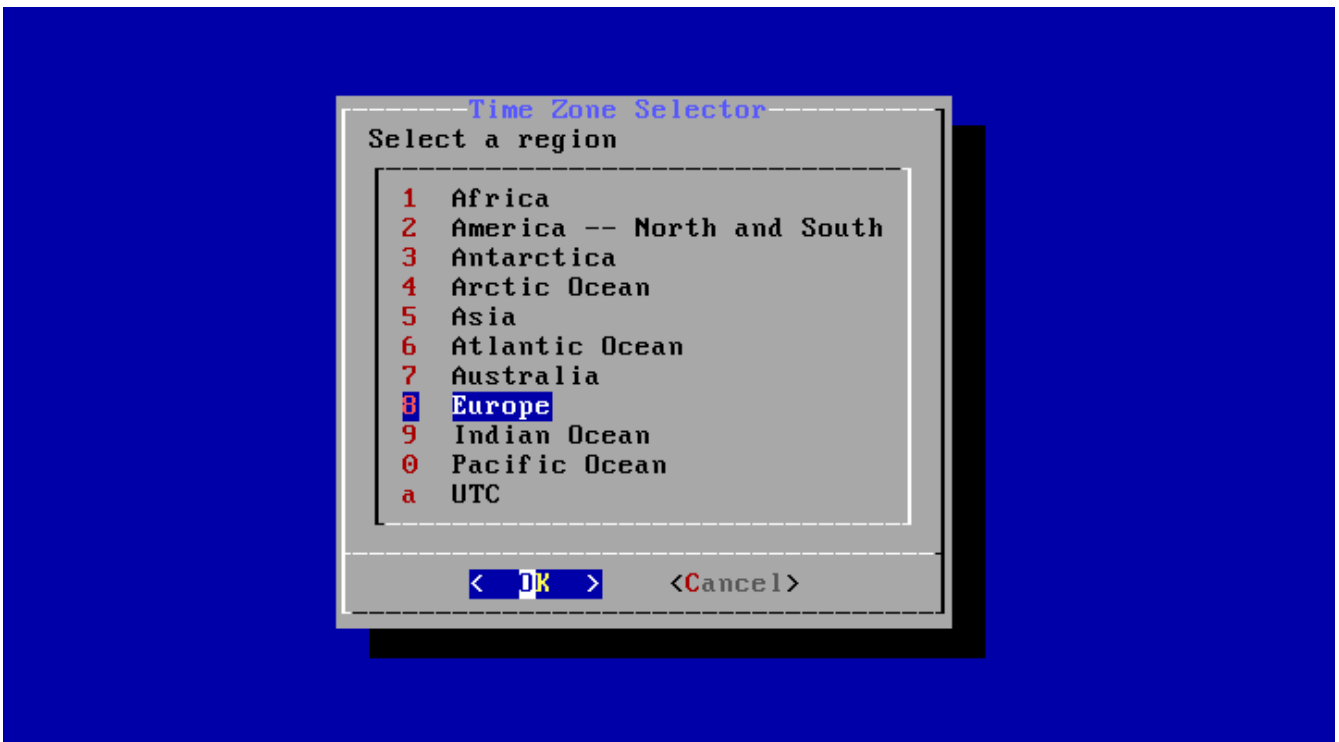 Time Zone Selector
Select a region
1 Africa
2 America -- North and South
3 Antarctica
4 Arctic Ocean
5 Asia
6 Atlantic Ocean
7 Australia
8 Europe
9 Indian Ocean
0 Pacific Ocean
a UTC
< OK > <Cancel>